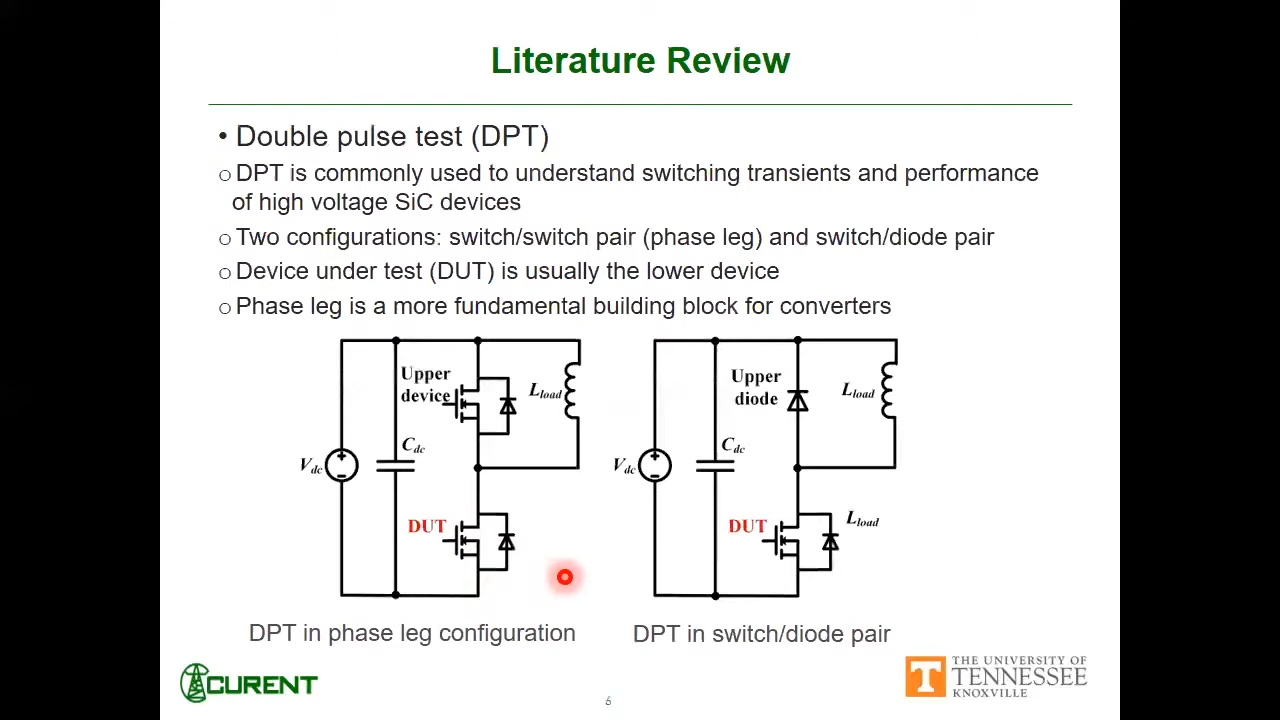 Literature Review
• Double pulse test (DPT)
o DPT is commonly used to understand switching transients and performance
of high voltage SiC devices
o Two configurations: switch/switch pair (phase leg) and switch/diode pair
o Device under test (DUT) is usually the lower device
o Phase leg is a more fundamental building block for converters
Upper
device
Lload
Cdc
Vdc
DUT
Upper
diode
Lload
Cdc
Vdc
DUT
Lload
DPT in phase leg configuration
DPT in switch/diode pair
CURENT
5
T
THE UNIVERSITY OF
TENNESSEE
KNOXVILLE